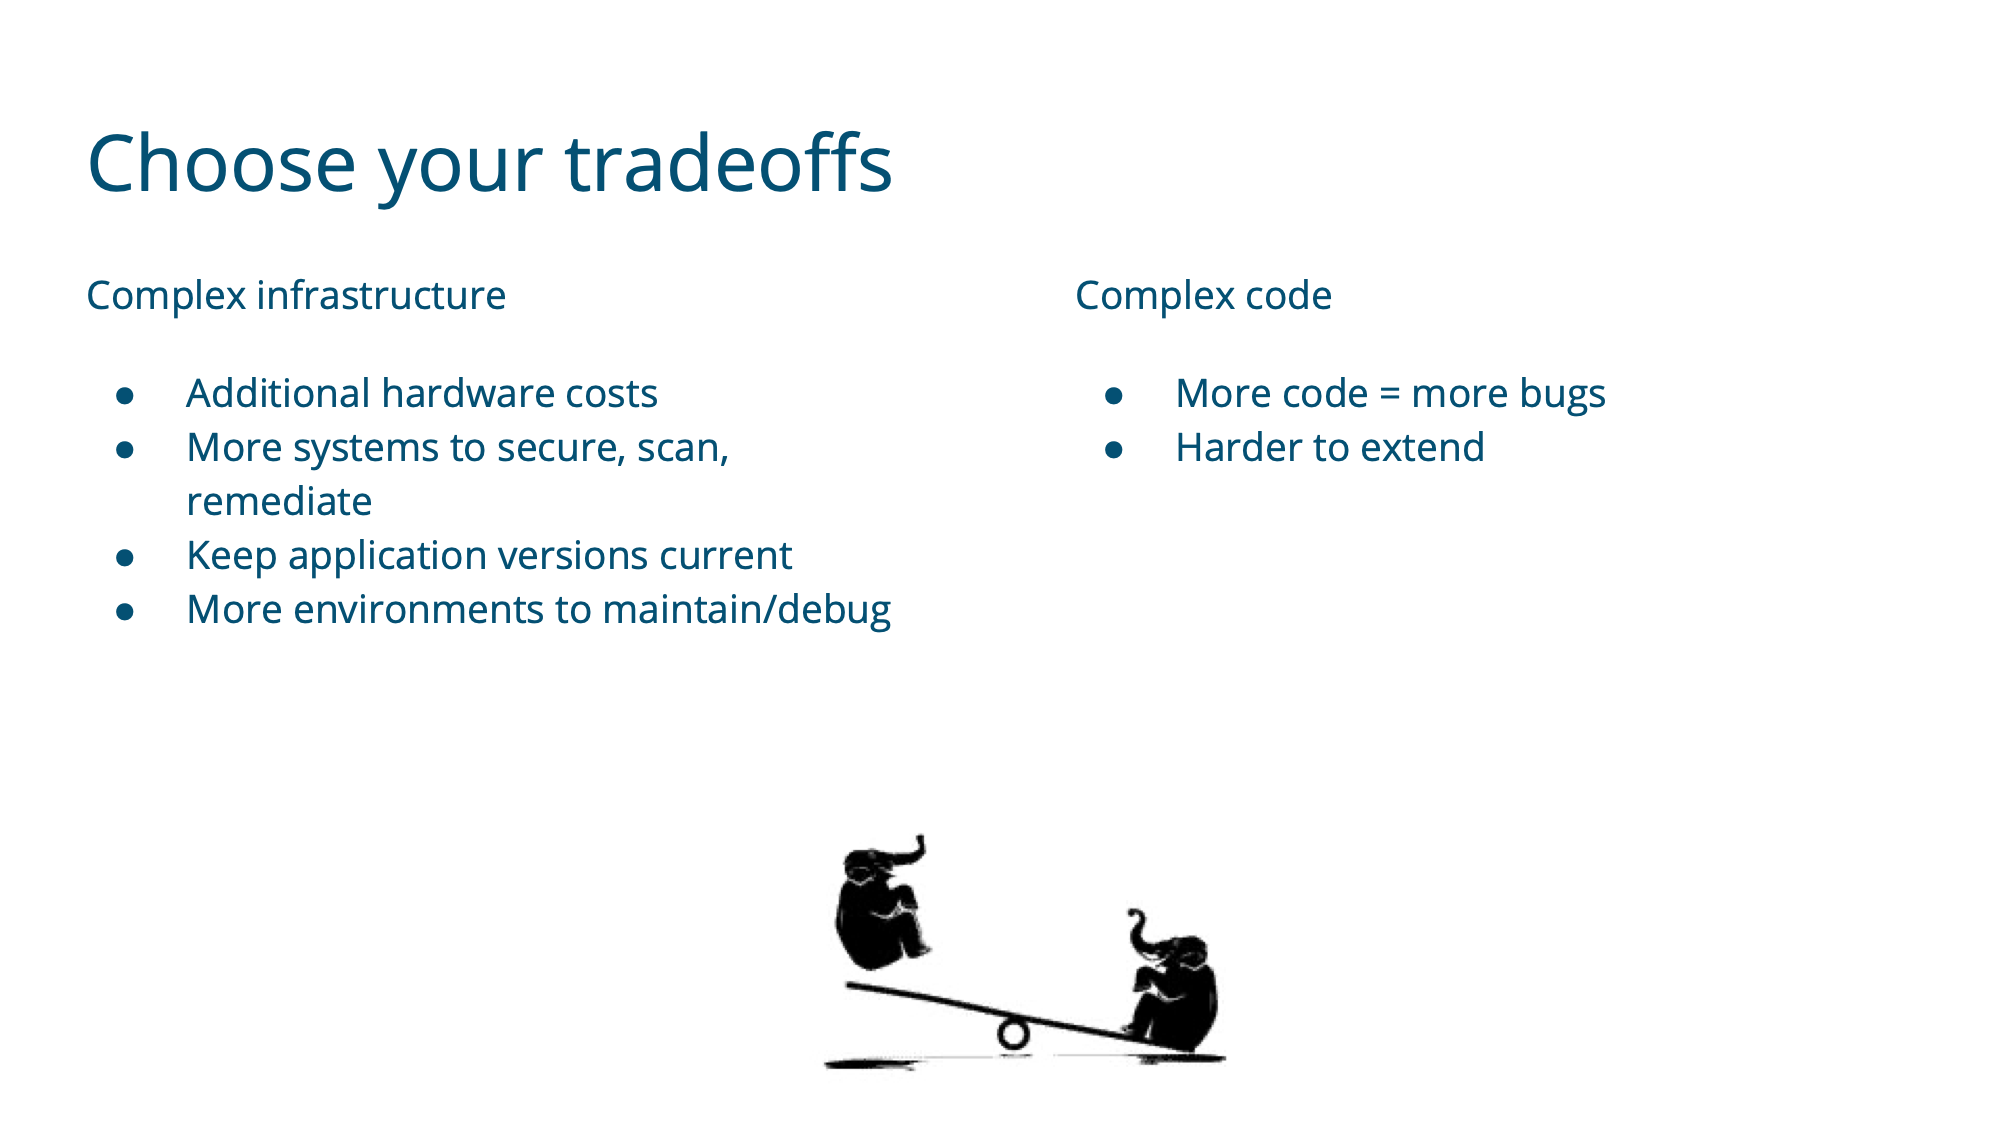 Choose your tradeoffs
Complex infrastructure
● Additional hardware costs
● More systems to secure, scan,
remediate
● Keep application versions current
● More environments to maintain/debug
Complex code
● More code = more bugs
● Harder to extend